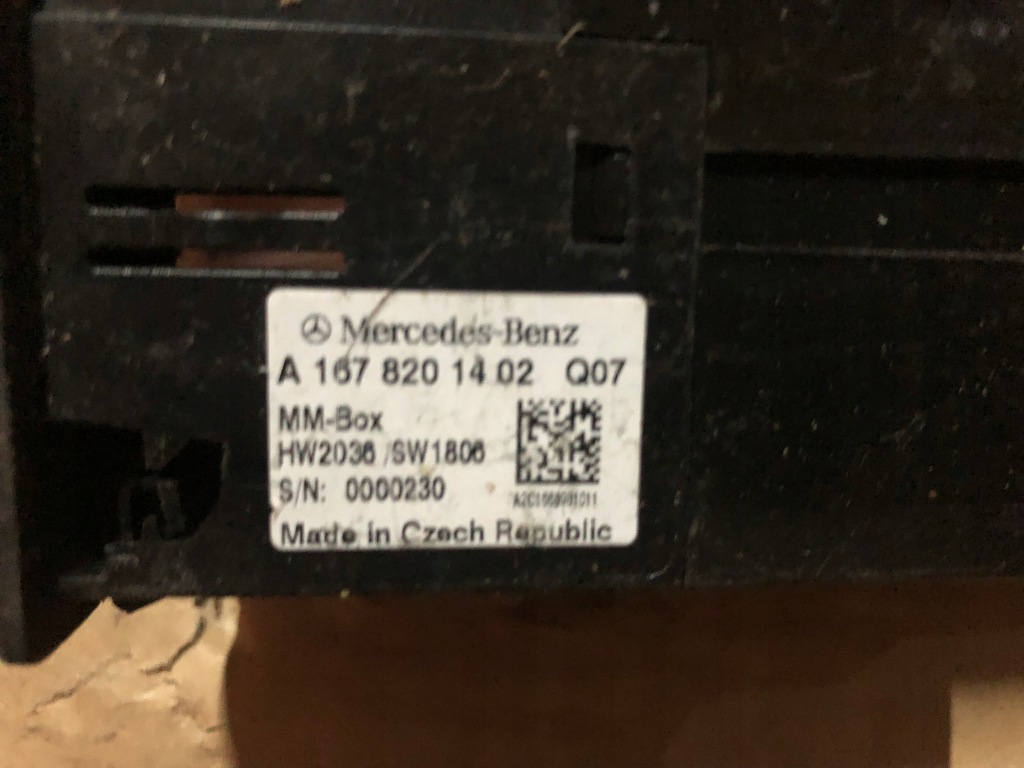 Mercedes-Benz
A 167 820 14 02 Q07
MM-Box
HW2036 /SW1806
S/N: 0000230
Made in Czech Republic